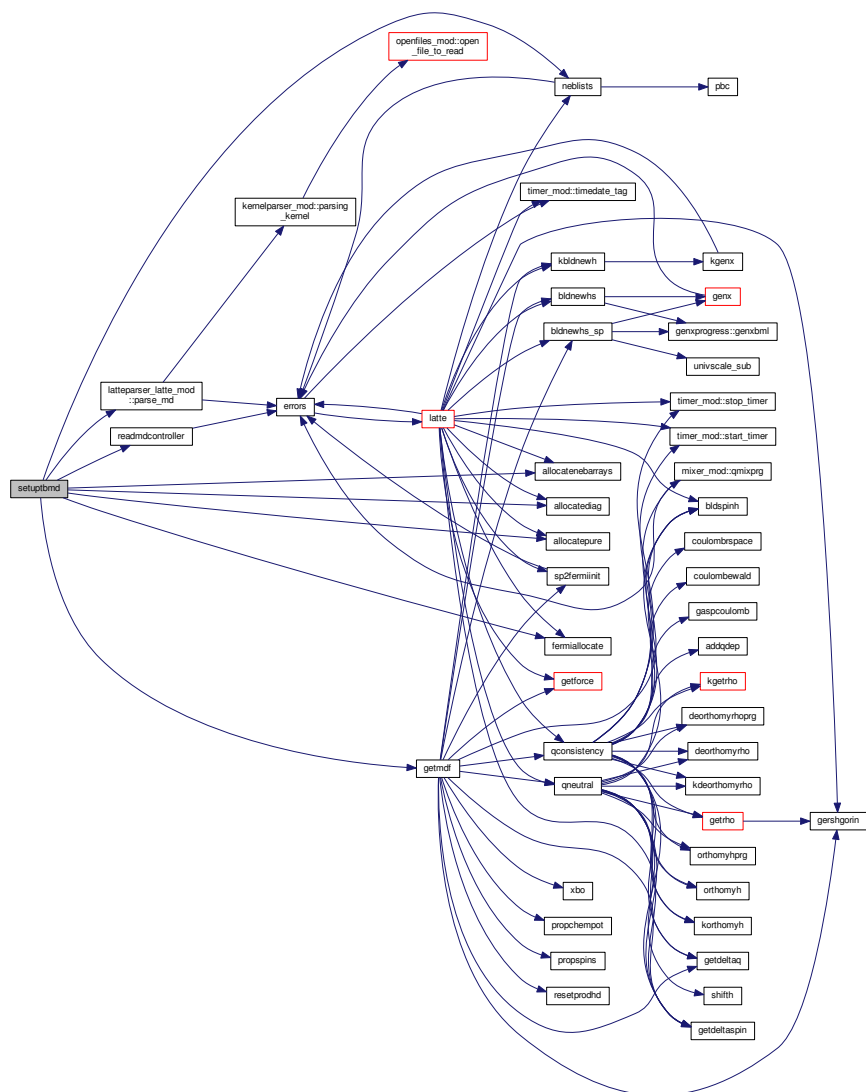 openfiles_mod::open
_file_to_read
neblists
pbc
timer_mod::timedate_tag
kernelparser_mod::parsing
_kernel
kbldnewh
kgenx
bldnewhs
genx
bldnewhs_sp
genxprogress::genxbml
univscale_sub
latteparser_latte_mod
::parse_md
errors
latte
timer_mod::stop_timer
readmdcontroller
timer_mod::start_timer
setuptbmd
allocatenebarrays
mixer_mod::qmixprg
allocatediag
bldspinh
allocatepure
coulombrspace
sp2fermiinit
coulombewald
gaspcoulomb
fermiallocate
addqdep
getforce
kgetrho
deorthomyrhoprg
getmdf
qconsistency
deorthomyrho
qneutral
kdeorthomyrho
getrho
gershgorin
orthomyhprg
xbo
orthomyh
propchempot
korthomyh
propspins
getdeltaq
resetprodhd
shifth
getdeltaspin